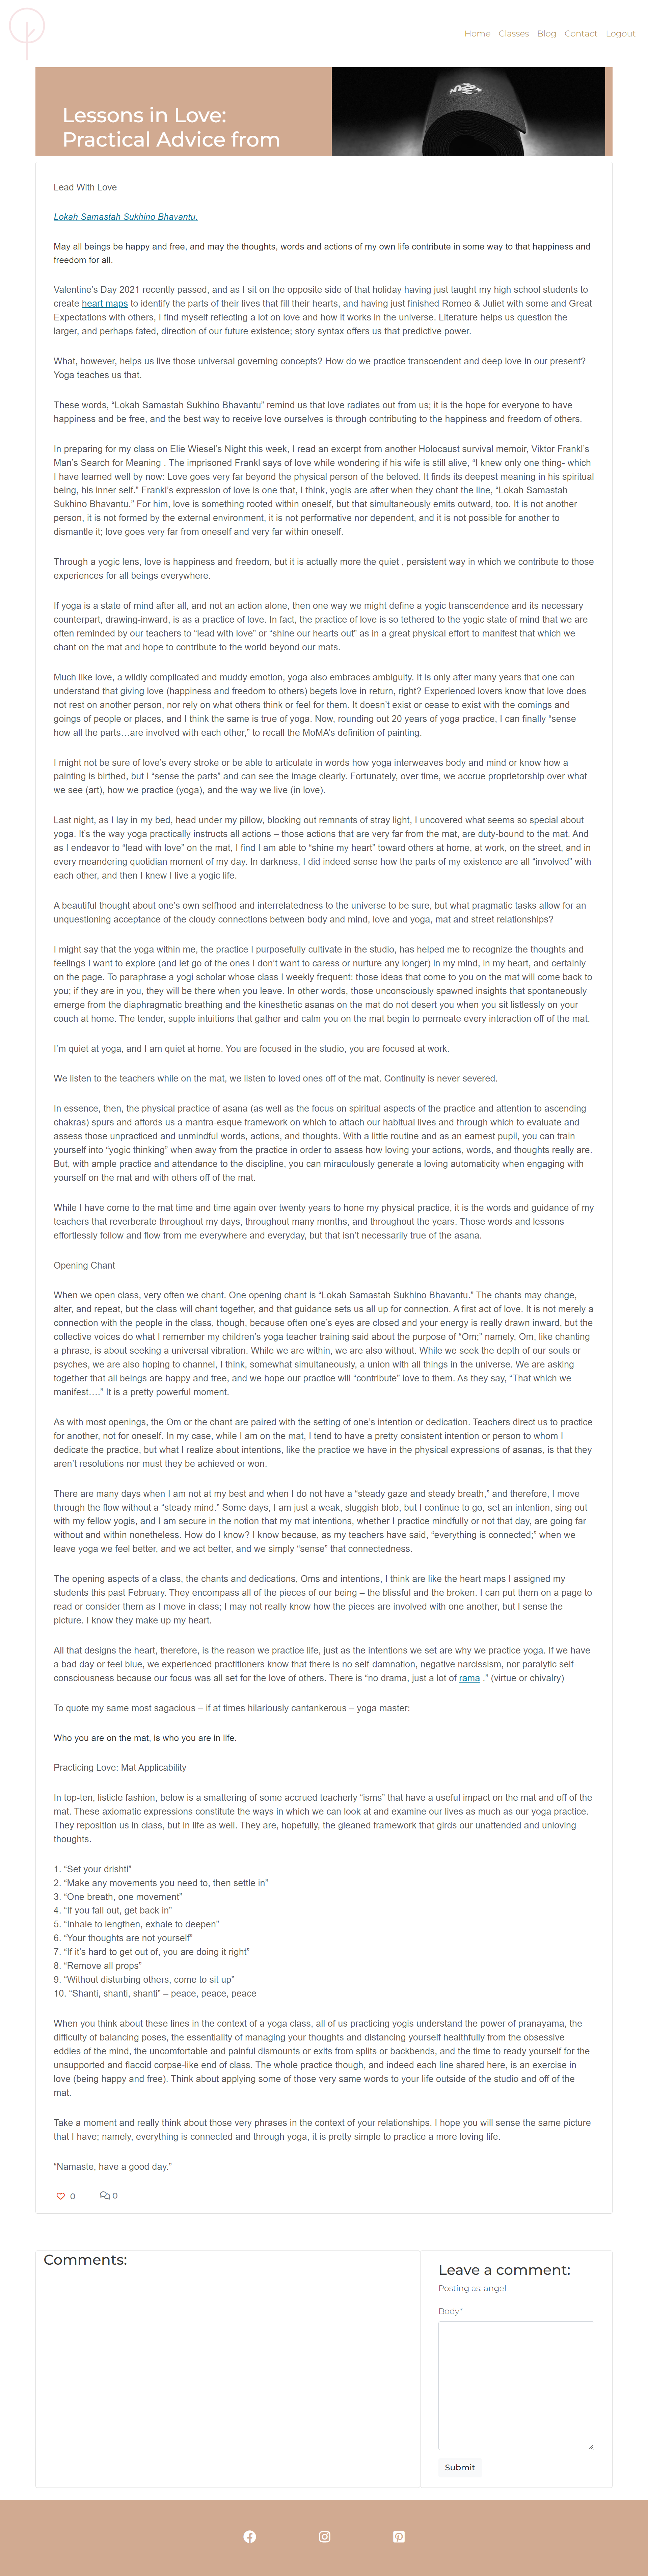 Home Classes Blog Contact Logout
Lessons in Love:
Practical Advice from
Lead With Love
Lokah Samastah Sukhino Bhavantu.
May all beings be happy and free, and may the thoughts, words and actions of my own life contribute in some way to that happiness and
freedom for all.
Valentine's Day 2021 recently passed, and as I sit on the opposite side of that holiday having just taught my high school students to
create heart maps to identify the parts of their lives that fill their hearts, and having just finished Romeo & Juliet with some and Great
Expectations with others, I find myself reflecting a lot on love and how it works in the universe. Literature helps us question the
larger, and perhaps fated, direction of our future existence; story syntax offers us that predictive power.
What, however, helps us live those universal governing concepts? How do we practice transcendent and deep love in our present?
Yoga teaches us that.
These words, “Lokah Samastah Sukhino Bhavantu” remind us that love radiates out from us; it is the hope for everyone to have
happiness and be free, and the best way to receive love ourselves is through contributing to the happiness and freedom of others.
In preparing for my class on Elie Wiesel's Night this week, I read an excerpt from another Holocaust survival memoir, Viktor Frankl's
Man's Search for Meaning . The imprisoned Frankl says of love while wondering if his wife is still alive, “I knew only one thing- which
I have learned well by now: Love goes very far beyond the physical person of the beloved. It finds its deepest meaning in his spiritual
being, his inner self.” Frankl's expression of love is one that, I think, yogis are after when they chant the line, “Lokah Samastah
Sukhino Bhavantu.” For him, love is something rooted within oneself, but that simultaneously emits outward, too. It is not another
person, it is not formed by the external environment, it is not performative nor dependent, and it is not possible for another to
dismantle it; love goes very far from oneself and very far within oneself.
Through a yogic lens, love is happiness and freedom, but it is actually more the quiet , persistent way in which we contribute to those
experiences for all beings everywhere.
If yoga is a state of mind after all, and not an action alone, then one way we might define a yogic transcendence and its necessary
counterpart, drawing-inward, is as a practice of love. In fact, the practice of love is so tethered to the yogic state of mind that we are
often reminded by our teachers to “lead with love” or “shine our hearts out” as in a great physical effort to manifest that which we
chant on the mat and hope to contribute to the world beyond our mats.
Much like love, a wildly complicated and muddy emotion, yoga also embraces ambiguity. It is only after many years that one can
understand that giving love (happiness and freedom to others) begets love in return, right? Experienced lovers know that love does
not rest on another person, nor rely on what others think or feel for them. It doesn't exist or cease to exist with the comings and
goings of people or places, and I think the same is true of yoga. Now, rounding out 20 years of yoga practice, I can finally “sense
how all the parts…are involved with each other,” to recall the MoMA's definition of painting.
I might not be sure of love's every stroke or be able to articulate in words how yoga interweaves body and mind or know how a
painting is birthed, but I “sense the parts” and can see the image clearly. Fortunately, over time, we accrue proprietorship over what
we see (art), how we practice (yoga), and the way we live (in love).
Last night, as I lay in my bed, head under my pillow, blocking out remnants of stray light, I uncovered what seems so special about
yoga. It's the way yoga practically instructs all actions – those actions that are very far from the mat, are duty-bound to the mat. And
as I endeavor to “lead with love” on the mat, I find I am able to “shine my heart” toward others at home, at work, on the street, and in
every meandering quotidian moment of my day. In darkness, I did indeed sense how the parts of my existence are all “involved” with
each other, and then I knew I live a yogic life.
A beautiful thought about one's own selfhood and interrelatedness to the universe to be sure, but what pragmatic tasks allow for an
unquestioning acceptance of the cloudy connections between body and mind, love and yoga, mat and street relationships?
I might say that the yoga within me, the practice I purposefully cultivate in the studio, has helped me to recognize the thoughts and
feelings I want to explore (and let go of the ones I don't want to caress or nurture any longer) in my mind, in my heart, and certainly
on the page. To paraphrase a yogi scholar whose class I weekly frequent: those ideas that come to you on the mat will come back to
you; if they are in you, they will be there when you leave. In other words, those unconsciously spawned insights that spontaneously
emerge from the diaphragmatic breathing and the kinesthetic asanas on the mat do not desert you when you sit listlessly on your
couch at home. The tender, supple intuitions that gather and calm you on the mat begin to permeate every interaction off of the mat.
I'm quiet at yoga, and I am quiet at home. You are focused in the studio, you are focused at work.
We listen to the teachers while on the mat, we listen to loved ones off of the mat. Continuity is never severed.
In essence, then, the physical practice of asana (as well as the focus on spiritual aspects of the practice and attention to ascending
chakras) spurs and affords us a mantra-esque framework on which to attach our habitual lives and through which to evaluate and
assess those unpracticed and unmindful words, actions, and thoughts. With a little routine and as an earnest pupil, you can train
yourself into “yogic thinking” when away from the practice in order to assess how loving your actions, words, and thoughts really are.
But, with ample practice and attendance to the discipline, you can miraculously generate a loving automaticity when engaging with
yourself on the mat and with others off of the mat.
While I have come to the mat time and time again over twenty years to hone my physical practice, it is the words and guidance of my
teachers that reverberate throughout my days, throughout many months, and throughout the years. Those words and lessons
effortlessly follow and flow from me everywhere and everyday, but that isn't necessarily true of the asana.
Opening Chant
When we open class, very often we chant. One opening chant is “Lokah Samastah Sukhino Bhavantu.” The chants may change,
alter, and repeat, but the class will chant together, and that guidance sets us all up for connection. A first act of love. It is not merely a
connection with the people in the class, though, because often one's eyes are closed and your energy is really drawn inward, but the
collective voices do what I remember my children's yoga teacher training said about the purpose of “Om;” namely, Om, like chanting
a phrase, is about seeking a universal vibration. While we are within, we are also without. While we seek the depth of our souls or
psyches, we are also hoping to channel, I think, somewhat simultaneously, a union with all things in the universe. We are asking
together that all beings are happy and free, and we hope our practice will “contribute” love to them. As they say, “That which we
manifest….” It is a pretty powerful moment.
As with most openings, the Om or the chant are paired with the setting of one's intention or dedication. Teachers direct us to practice
for another, not for oneself. In my case, while I am on the mat, I tend to have a pretty consistent intention or person to whom I
dedicate the practice, but what I realize about intentions, like the practice we have in the physical expressions of asanas, is that they
aren't resolutions nor must they be achieved or won.
There are many days when I am not at my best and when I do not have a “steady gaze and steady breath,” and therefore, I move
through the flow without a “steady mind.” Some days, I am just a weak, sluggish blob, but I continue to go, set an intention, sing out
with my fellow yogis, and I am secure in the notion that my mat intentions, whether I practice mindfully or not that day, are going far
without and within nonetheless. How do I know? I know because, as my teachers have said, “everything is connected;” when we
leave yoga we feel better, and we act better, and we simply “sense” that connectedness.
The opening aspects of a class, the chants and dedications, Oms and intentions, I think are like the heart maps I assigned my
students this past February. They encompass all of the pieces of our being – the blissful and the broken. I can put them on a page to
read or consider them as I move in class; I may not really know how the pieces are involved with one another, but I sense the
picture. I know they make up my heart.
All that designs the heart, therefore, is the reason we practice life, just as the intentions we set are why we practice yoga. If we have
a bad day or feel blue, we experienced practitioners know that there is no self-damnation, negative narcissism, nor paralytic self-
consciousness because our focus was all set for the love of others. There is “no drama, just a lot of rama .” (virtue or chivalry)
To quote my same most sagacious – if at times hilariously cantankerous – yoga master:
Who you are on the mat, is who you are in life.
Practicing Love: Mat Applicability
In top-ten, listicle fashion, below is a smattering of some accrued teacherly “isms” that have a useful impact on the mat and off of the
mat. These axiomatic expressions constitute the ways in which we can look at and examine our lives as much as our yoga practice.
They reposition us in class, but in life as well. They are, hopefully, the gleaned framework that girds our unattended and unloving
thoughts.
1. “Set your drishti”
2. “Make any movements you need to, then settle in”
3. “One breath, one movement”
4. “If you fall out, get back in”
5. “Inhale to lengthen, exhale to deepen”
6. “Your thoughts are not yourself”
7. “If it's hard to get out of, you are doing it right”
8. “Remove all props”
9. “Without disturbing others, come to sit up”
10. “Shanti, shanti, shanti” – peace, peace, peace
When you think about these lines in the context of a yoga class, all of us practicing yogis understand the power of pranayama, the
difficulty of balancing poses, the essentiality of managing your thoughts and distancing yourself healthfully from the obsessive
eddies of the mind, the uncomfortable and painful dismounts or exits from splits or backbends, and the time to ready yourself for the
unsupported and flaccid corpse-like end of class. The whole practice though, and indeed each line shared here, is an exercise in
love (being happy and free). Think about applying some of those very same words to your life outside of the studio and off of the
mat.
Take a moment and really think about those very phrases in the context of your relationships. I hope you will sense the same picture
that I have; namely, everything is connected and through yoga, it is pretty simple to practice a more loving life.
“Namaste, have a good day.”
0 0
Comments:
Leave a comment:
Posting as: angel
Body*
Submit